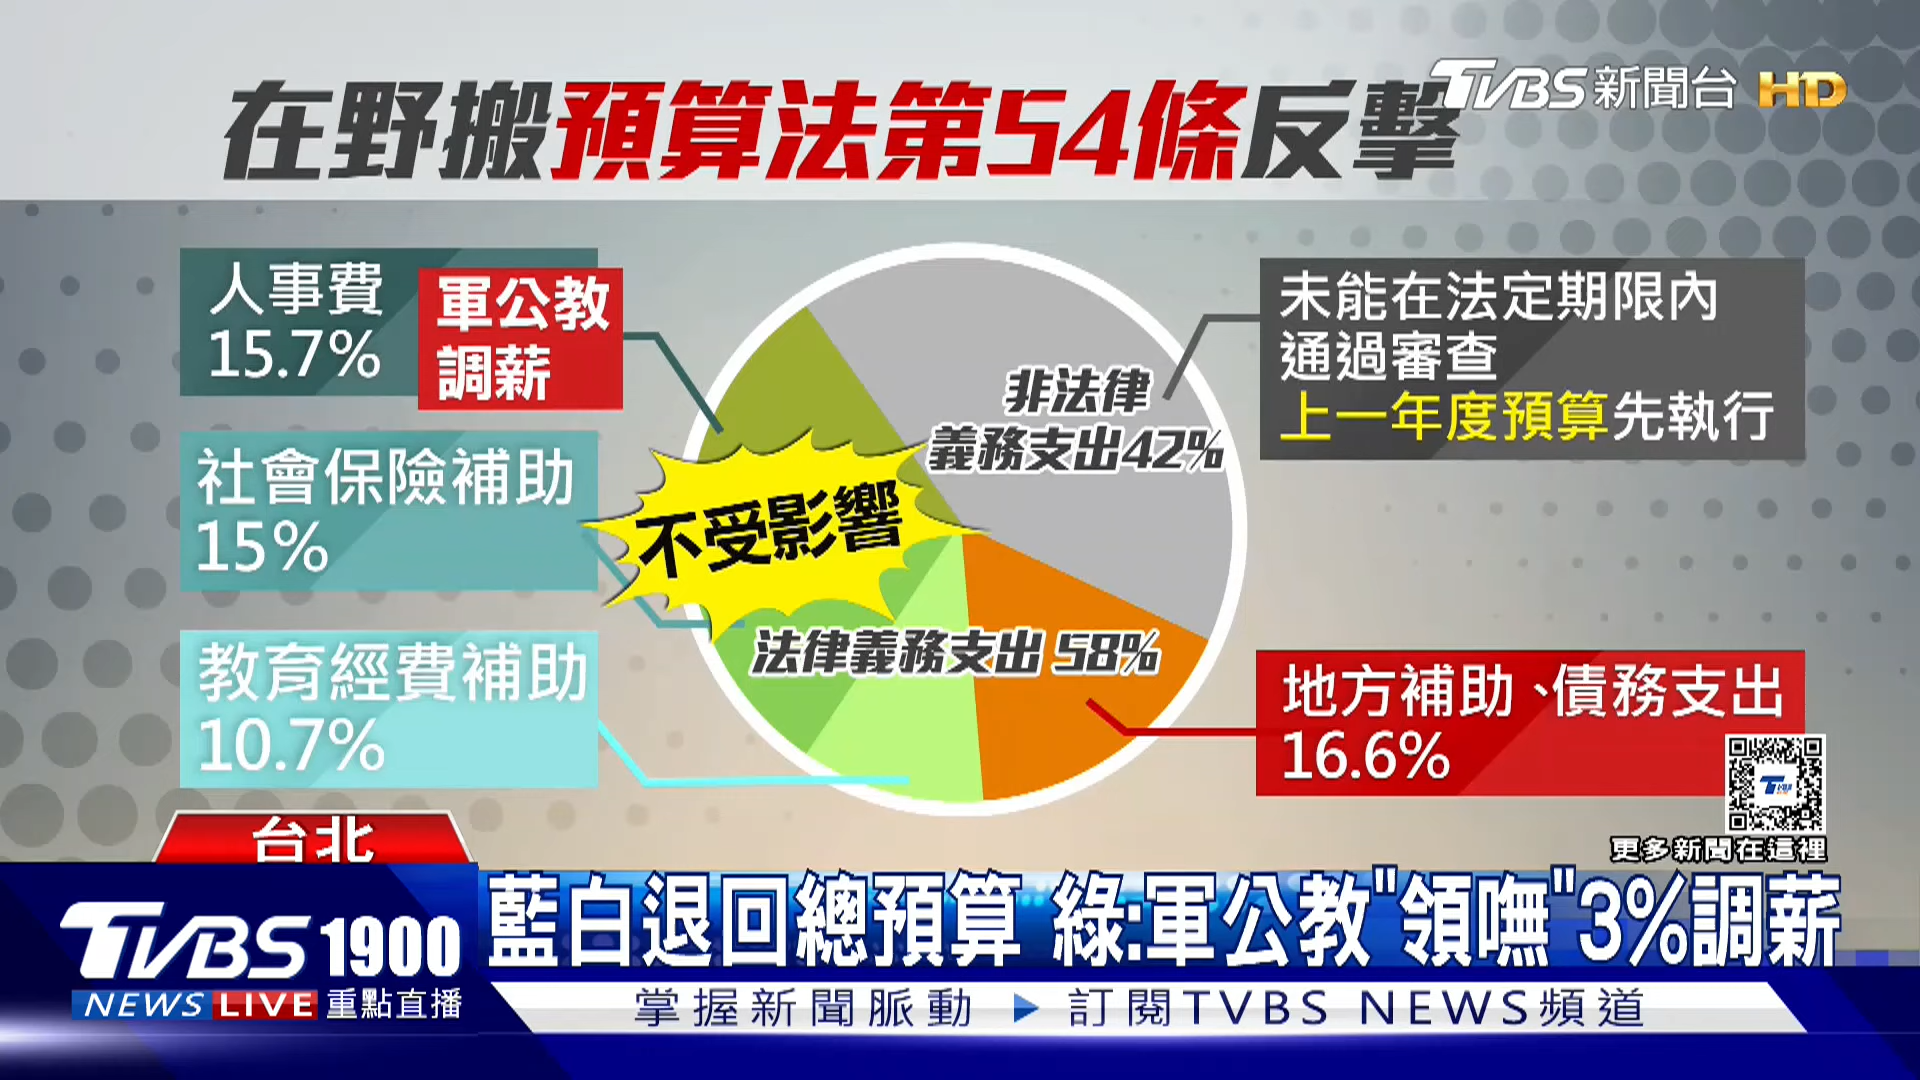 在野搬預算法第54條反擊
TVBS新聞台 HD
人事費
15.7%
軍公教
調薪
社會保險補助
15%
教育經費補助
10.7%
不受影響
非法律
義務支出42%
法律義務支出 58%
未能在法定期限內
通過審查
上一年度預算先執行
地方補助、債務支出
16.6%
TVBS
更多新聞在這裡
台北
藍白退回總預算 綠:軍公教"領嘸"3%調薪
TVBS 1900
NEWS LIVE 重點直播
掌握新聞脈動 ▶ 訂閱TVBS NEWS頻道